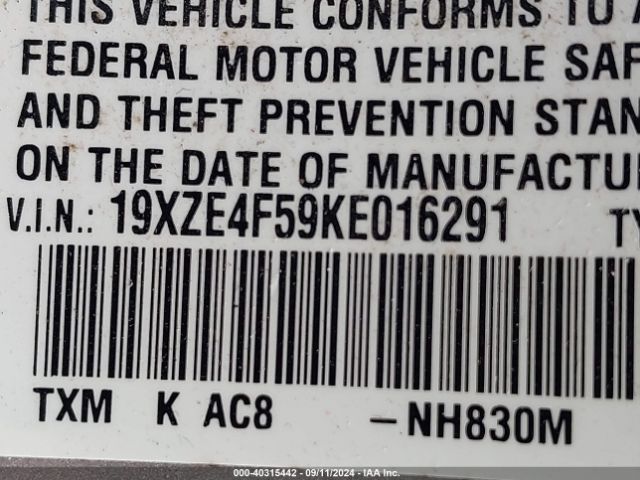 THIS VEHICLE CONFORMS TO A
FEDERAL MOTOR VEHICLE SAF
AND THEFT PREVENTION STAN
ON THE DATE OF MANUFACTU
V.I.N.: 19XZE4F59KE016291 TY
TXM K AC8 -NH830M
000-40315442 - 09/11/2024 - IAA Inc.